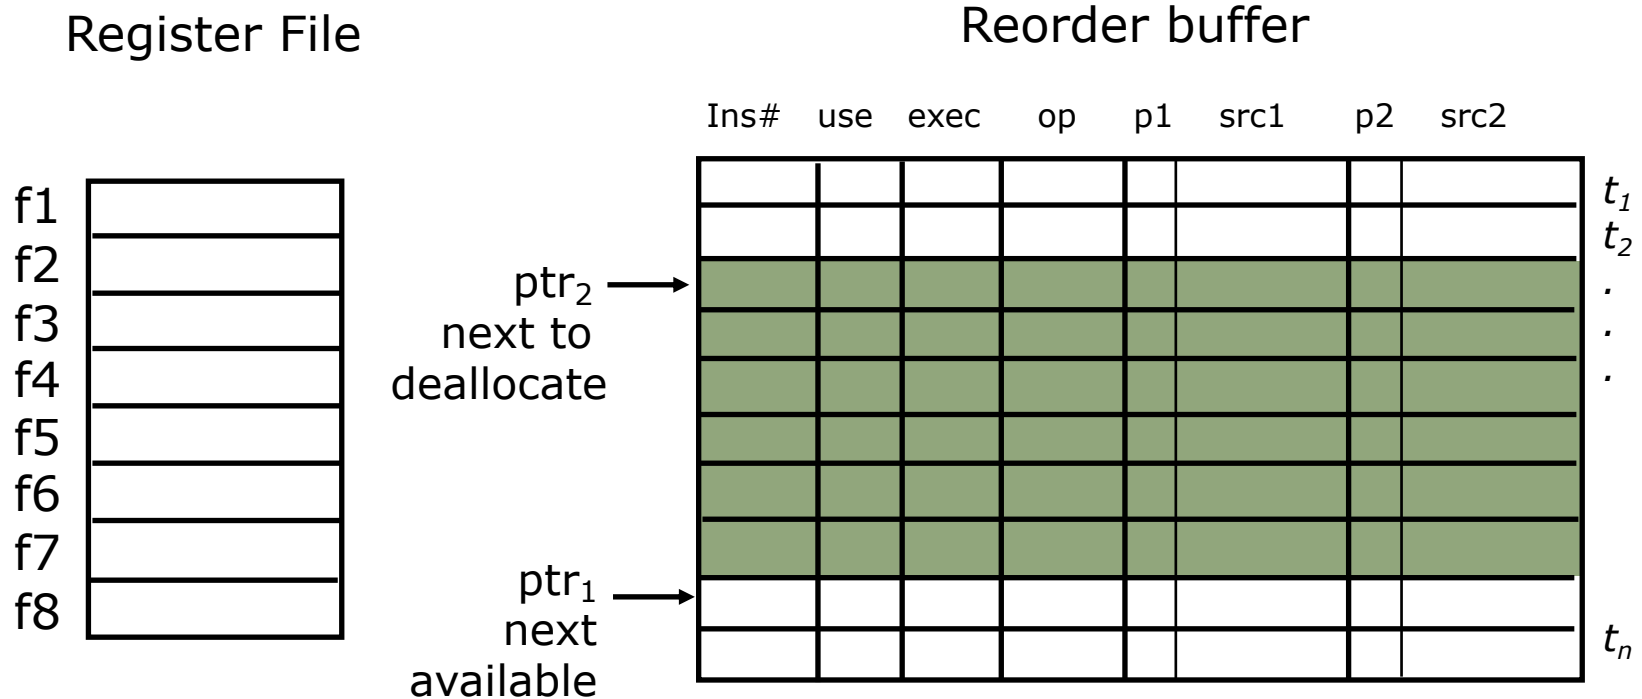 Register File
Reorder buffer
Ins# use exec op p1 src1 p2 src2
f1
f2
f3
f4
f5
f6
f7
f8
ptr₂
next to
deallocate
ptr₁
next
available
t₁
t₂
.
.
.
tₙ